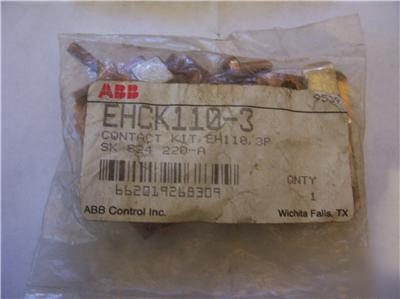 ABB
9539
EHCK110-3
CONTACT KIT, EH110, 3P
SK 824 220-A
662019268309
QNTY
1
ABB Control Inc.
Wichita Falls, TX